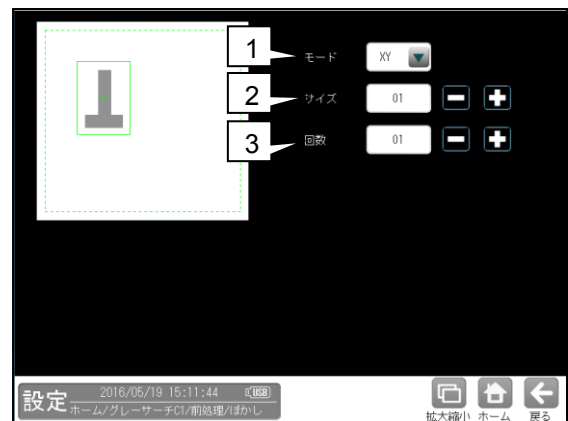 1 モード XY
2 サイズ 01
3 回数 01
設定 2016/05/19 15:11:44 USB
ホーム/グレーサーチC1/前処理/ぼかし
拡大縮小 ホーム 戻る